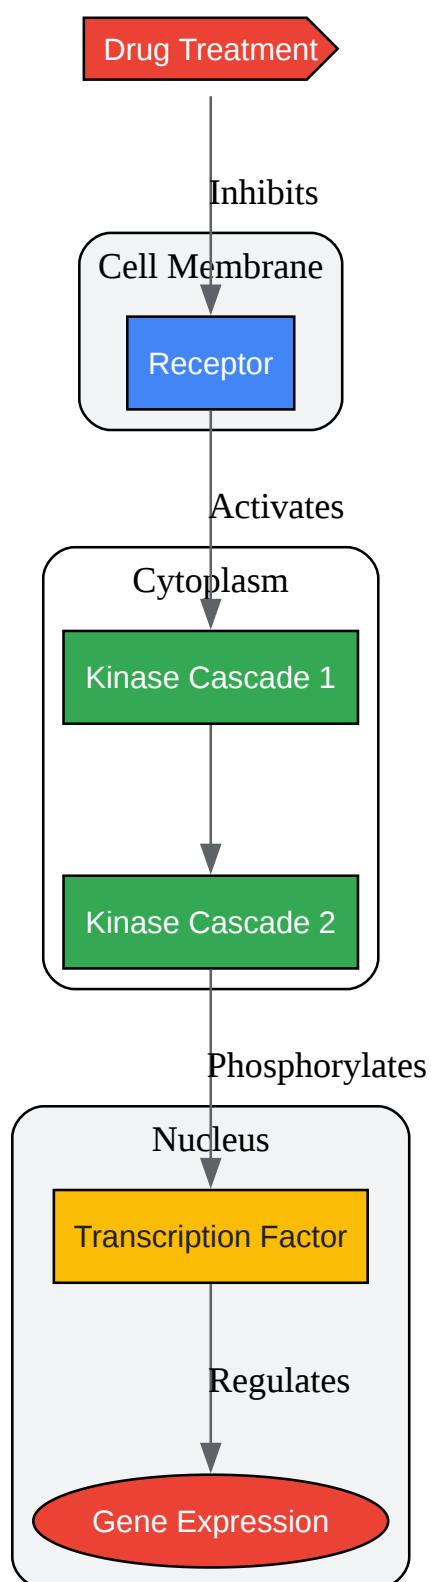 Drug Treatment
Inhibits
Cell Membrane
Receptor
Activates
Cytoplasm
Kinase Cascade 1
Kinase Cascade 2
Phosphorylates
Nucleus
Transcription Factor
Regulates
Gene Expression